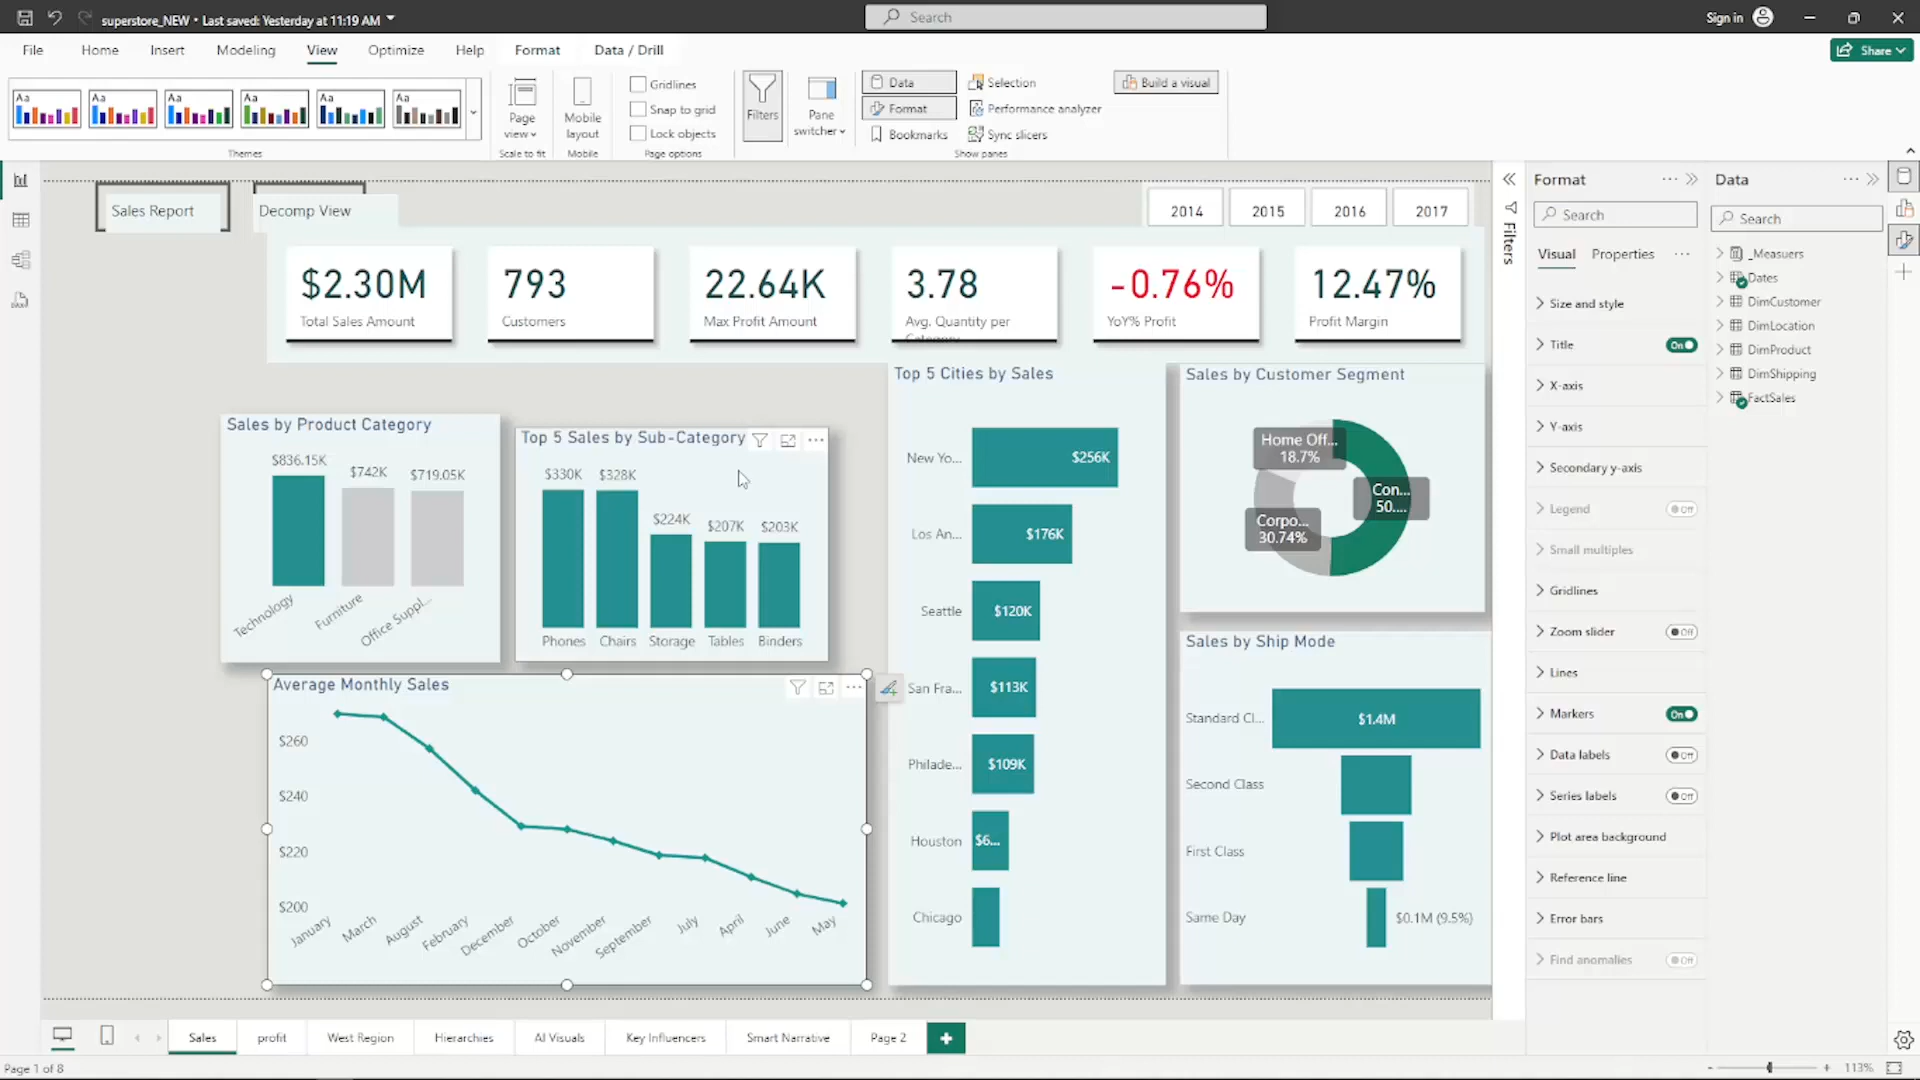 superstore_NEW • Last saved: Yesterday at 11:19 AM
Search
Sign in
File
Home
Insert
Modeling
View
Optimize
Help
Format
Data / Drill
Share
Aa
Aa
Aa
Aa
Aa
Aa
Themes
Page view
Scale to fit
Mobile layout
Mobile
Gridlines
Snap to grid
Lock objects
Page options
Filters
Pane switcher
Data
Format
Bookmarks
Selection
Performance analyzer
Sync slicers
Build a visual
Show panes
Sales Report
Decomp View
2014
2015
2016
2017
$2.30M
Total Sales Amount
793
Customers
22.64K
Max Profit Amount
3.78
Avg. Quantity per
Category
-0.76%
YoY% Profit
12.47%
Profit Margin
Sales by Product Category
$836.15K
$742K
$719.05K
Technology
Furniture
Office Suppl...
Top 5 Sales by Sub-Category
$330K
$328K
$224K
$207K
$203K
Phones
Chairs
Storage
Tables
Binders
Average Monthly Sales
$260
$240
$220
$200
January
March
August
February
December
October
November
September
July
April
June
May
Top 5 Cities by Sales
New Yo...
$256K
Los An...
$176K
Seattle
$120K
San Fra...
$113K
Philade...
$109K
Houston
$6...
Chicago
Sales by Customer Segment
Home Off...
18.7%
Con...
50....
Corpo...
30.74%
Sales by Ship Mode
Standard Cl...
$1.4M
Second Class
First Class
Same Day
$0.1M (9.5%)
Filters
Format
Search
Visual
Properties
Size and style
Title
On
X-axis
Y-axis
Secondary y-axis
Legend
Off
Small multiples
Gridlines
Zoom slider
Off
Lines
Markers
On
Data labels
Off
Series labels
Off
Plot area background
Reference line
Error bars
Find anomalies
Off
Data
Search
_Measuers
Dates
DimCustomer
DimLocation
DimProduct
DimShipping
FactSales
Sales
profit
West Region
Hierarchies
AI Visuals
Key Influencers
Smart Narrative
Page 2
Page 1 of 8
- + 113%